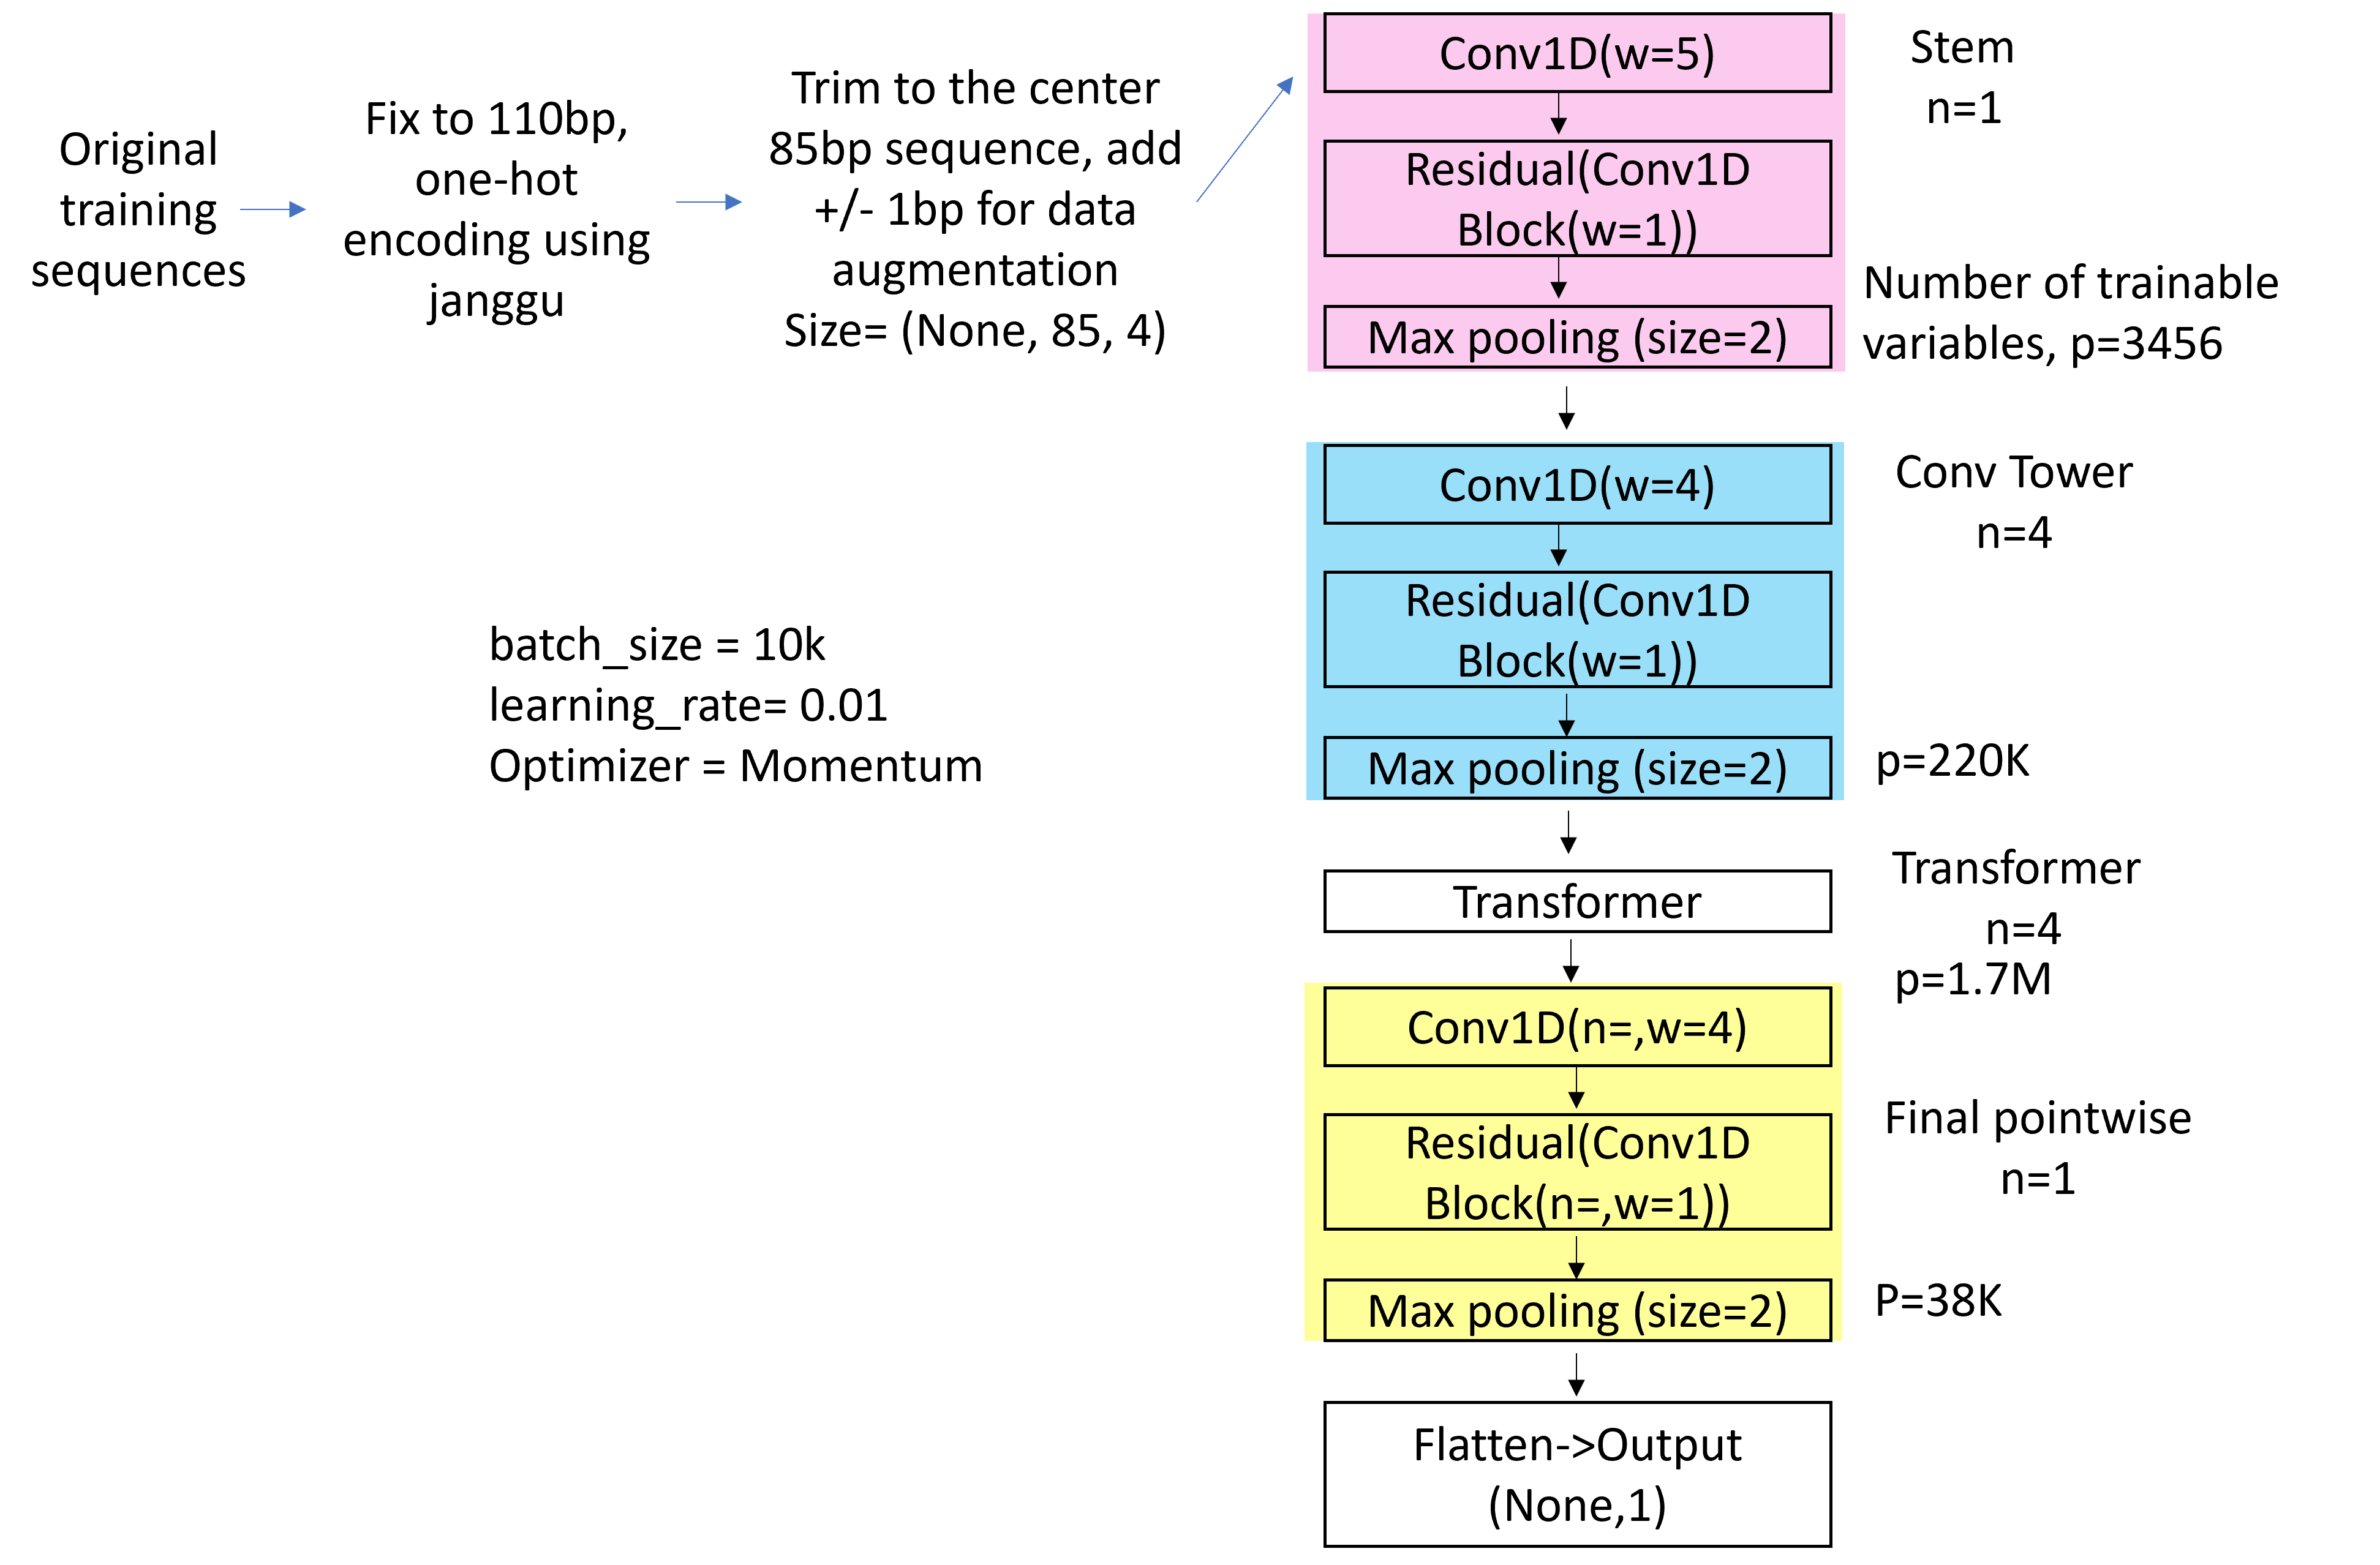 Original
training
sequences
Fix to 110bp,
one-hot
encoding using
janggu
Trim to the center
85bp sequence, add
+/- 1bp for data
augmentation
Size= (None, 85, 4)
Conv1D(w=5)
Residual(Conv1D
Block(w=1))
Max pooling (size=2)
Stem
n=1
Number of trainable
variables, p=3456
Conv1D(w=4)
Residual(Conv1D
Block(w=1))
Max pooling (size=2)
Conv Tower
n=4
p=220K
batch_size = 10k
learning_rate= 0.01
Optimizer = Momentum
Transformer
Transformer
n=4
p=1.7M
Conv1D(n=,w=4)
Residual(Conv1D
Block(n=,w=1))
Max pooling (size=2)
Final pointwise
n=1
P=38K
Flatten->Output
(None,1)